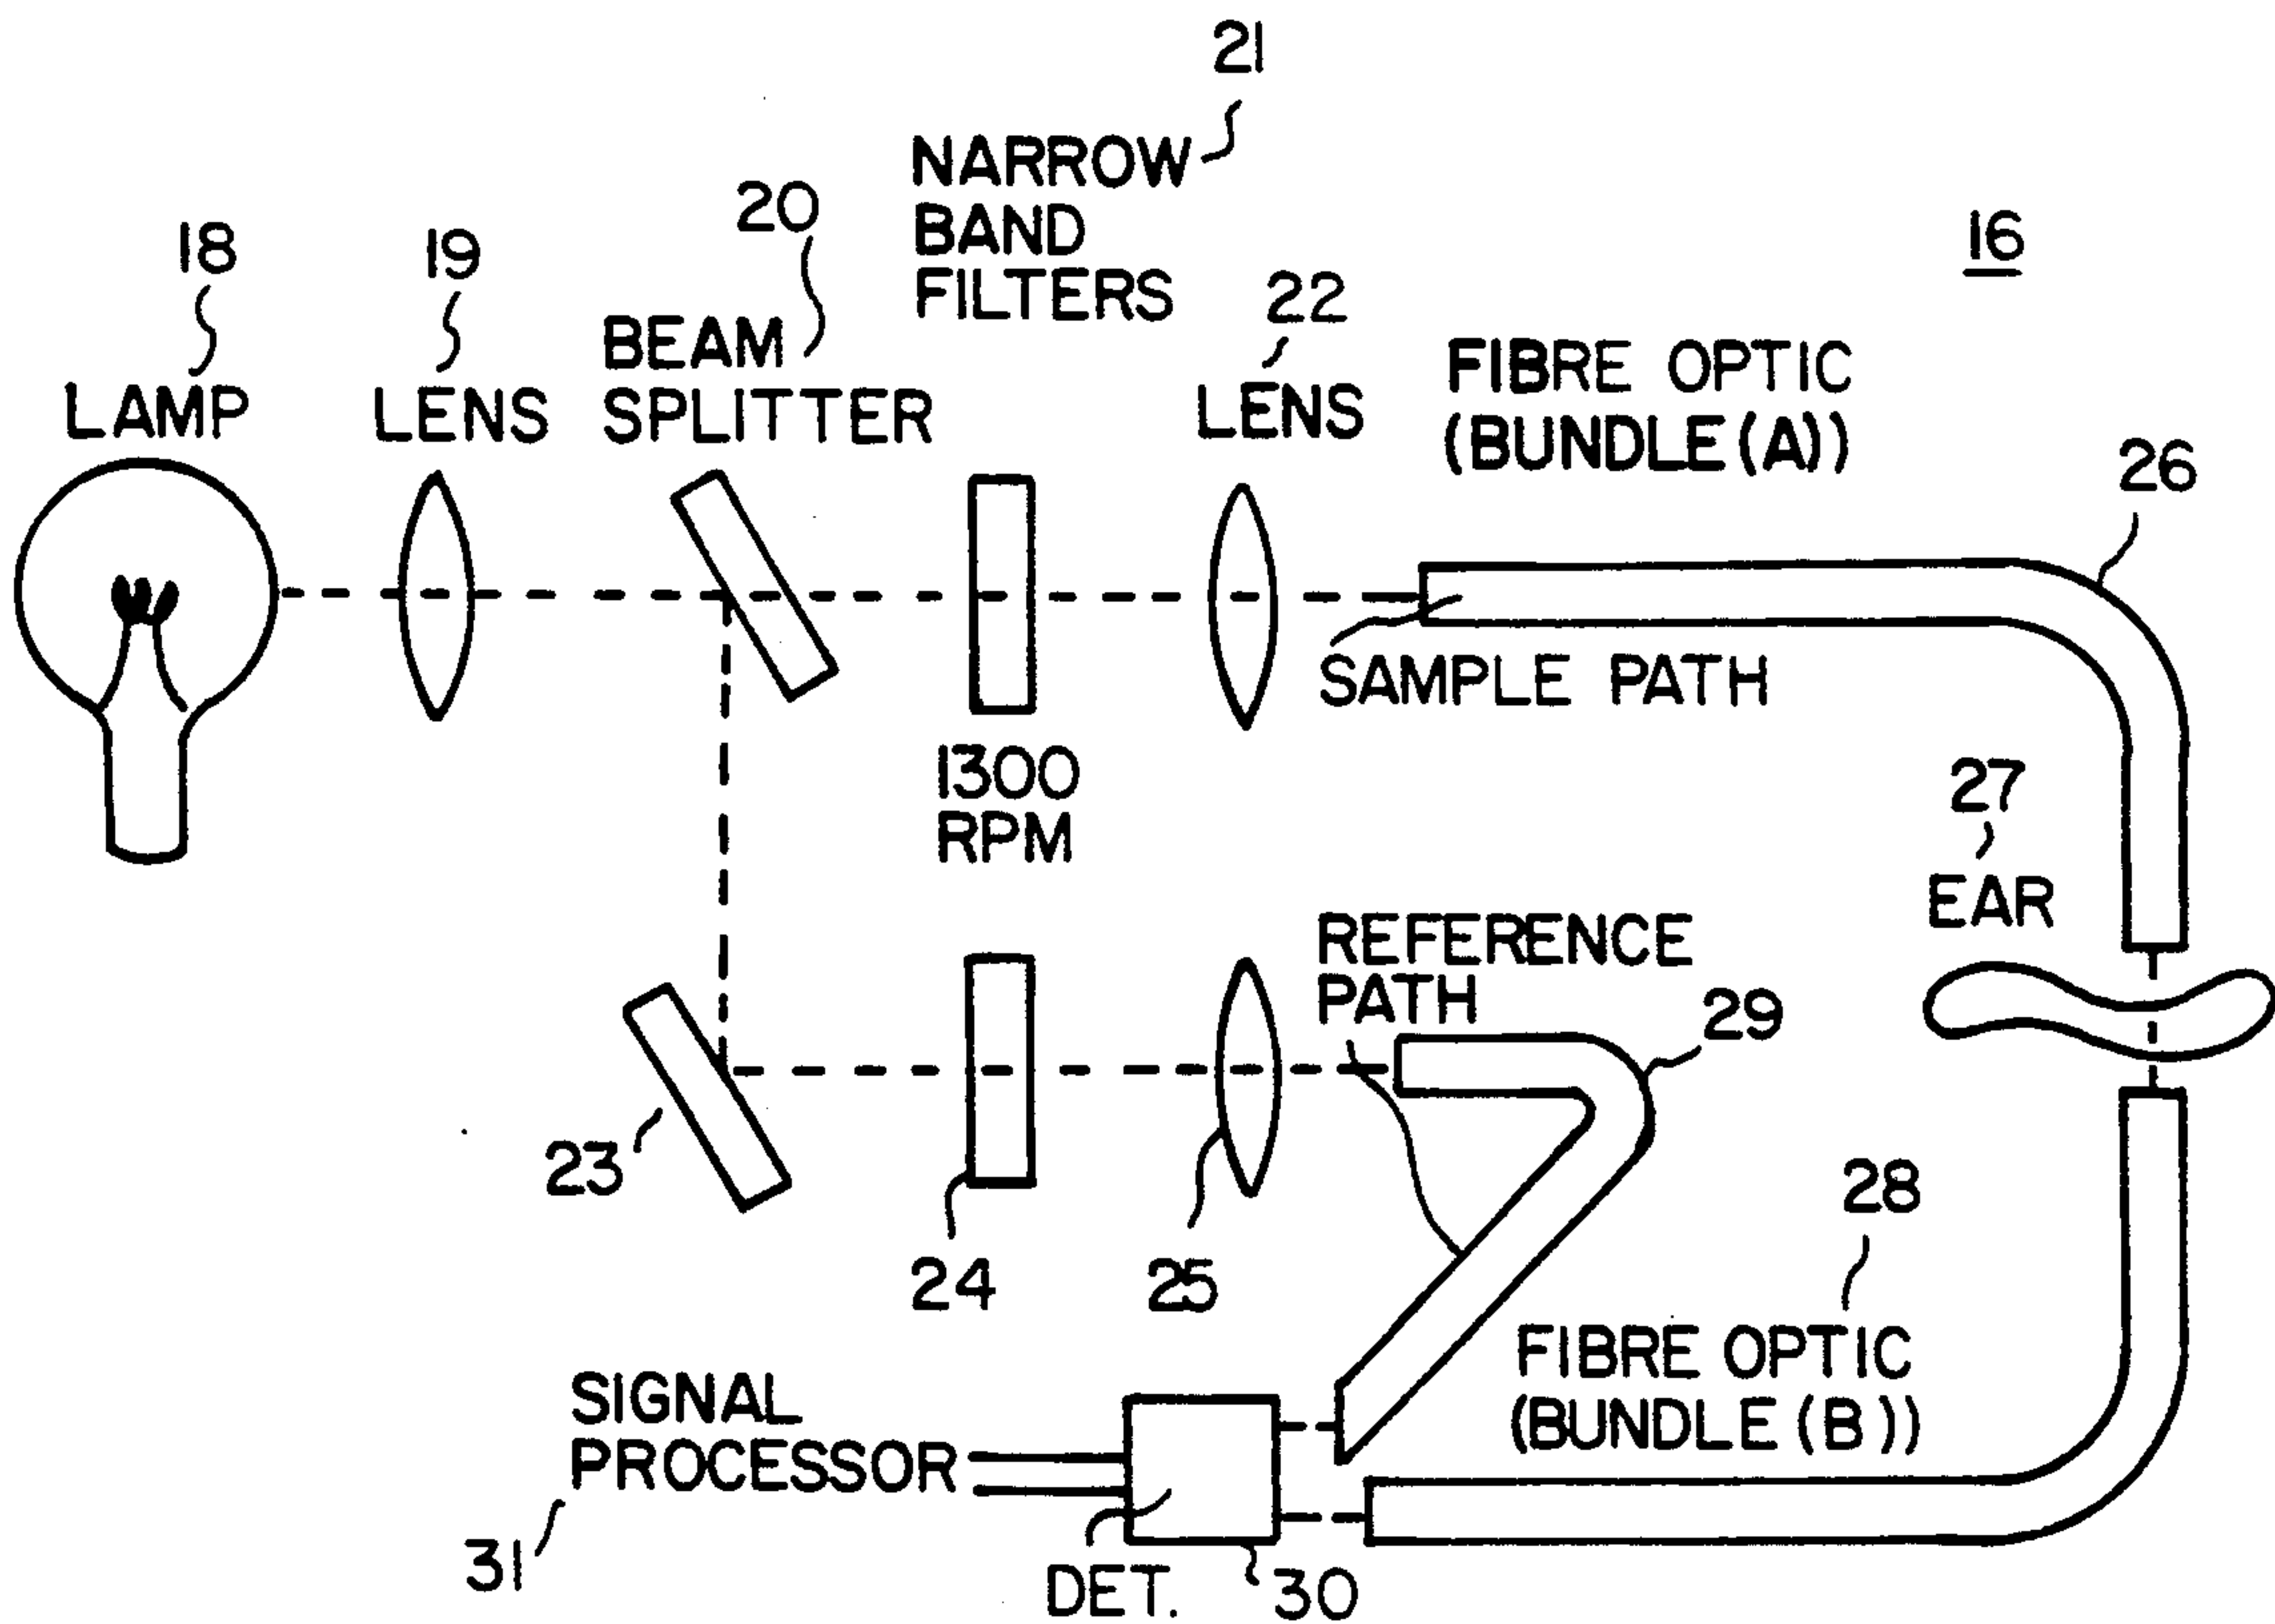 21
NARROW
BAND
FILTERS
20
16
18
19
22
BEAM
SPLITTER
LAMP
LENS
LENS
FIBRE OPTIC
(BUNDLE(A))
26
SAMPLE PATH
1300
RPM
27
EAR
REFERENCE
PATH
29
23
24
25
28
FIBRE OPTIC
(BUNDLE(B))
SIGNAL
PROCESSOR
31
DET.
30